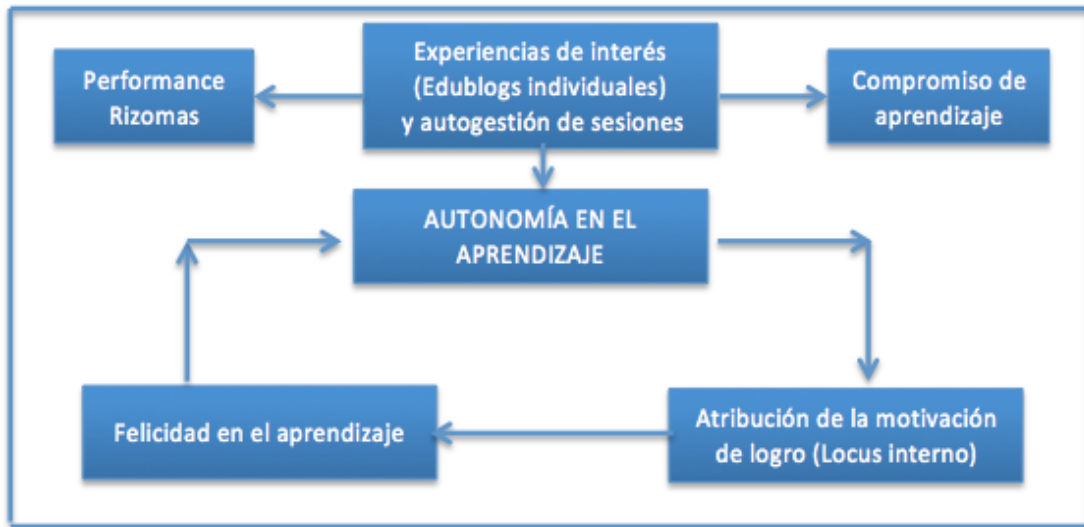 Experiencias de interés
(Edublogs individuales)
y autogestión de sesiones
Performance
Rizomas
Compromiso de
aprendizaje
AUTONOMÍA EN EL
APRENDIZAJE
Felicidad en el aprendizaje
Atribución de la motivación
de logro (Locus interno)